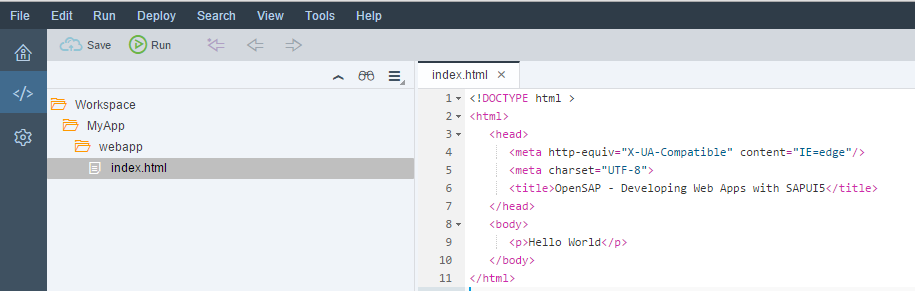 File Edit Run Deploy Search View Tools Help
Save Run
index.html ×
Workspace
MyApp
webapp
index.html
1 <!DOCTYPE html >
2 <html>
3 <head>
4 <meta http-equiv="X-UA-Compatible" content="IE=edge"/>
5 <meta charset="UTF-8">
6 <title>OpenSAP - Developing Web Apps with SAPUI5</title>
7 </head>
8 <body>
9 <p>Hello World</p>
10 </body>
11 </html>